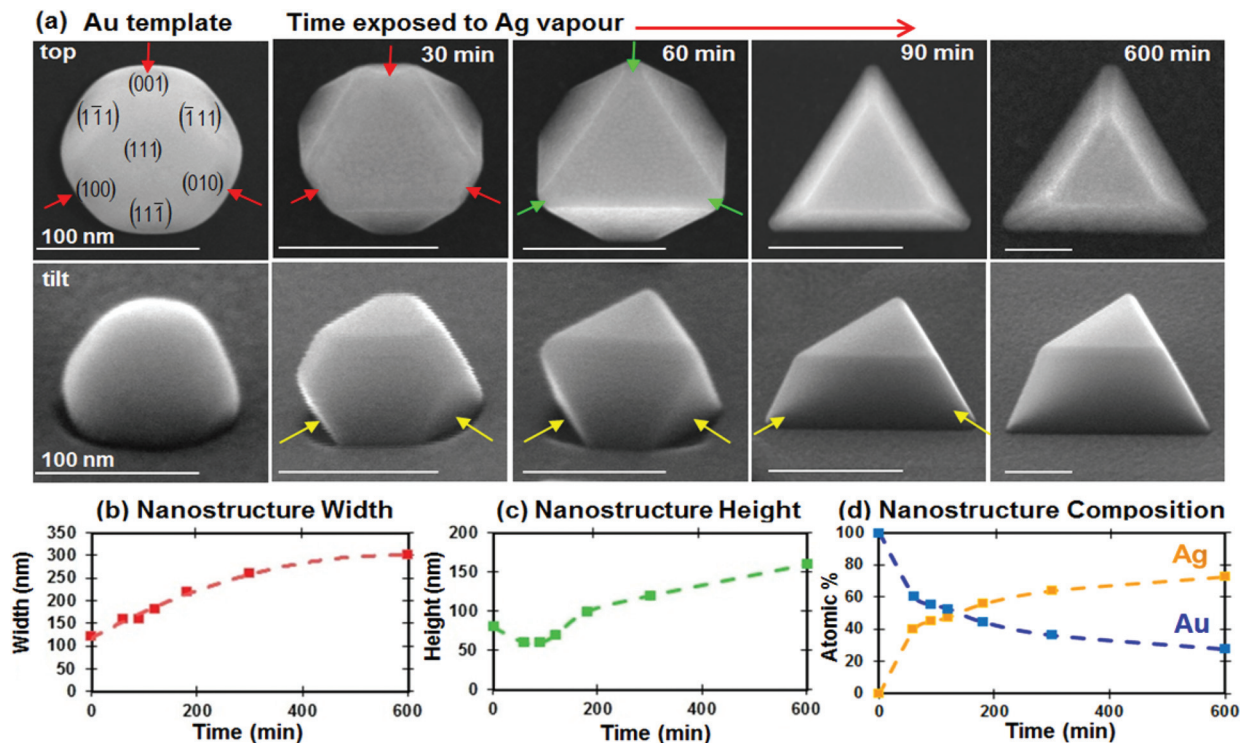 (a) Au template
Time exposed to Ag vapour
top
(001)
(11̅1)
(1̅11)
(111)
(100)
(010)
(111̅)
100 nm
30 min
60 min
90 min
600 min
tilt
100 nm
(b) Nanostructure Width
350
300
250
200
150
100
50
0
Width (nm)
0
200
400
600
Time (min)
(c) Nanostructure Height
200
150
100
50
0
Height (nm)
0
200
400
600
Time (min)
(d) Nanostructure Composition
100
80
60
40
20
0
Atomic %
Ag
Au
0
200
400
600
Time (min)